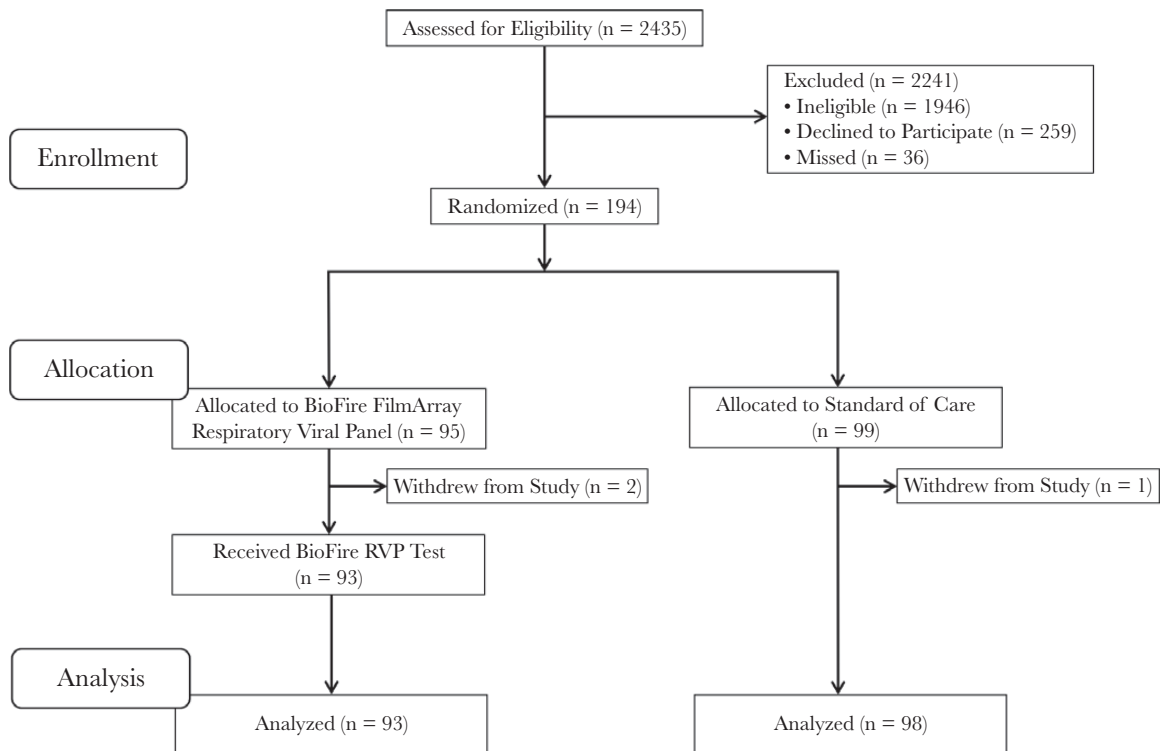 Assessed for Eligibility (n = 2435)
Excluded (n = 2241)
• Ineligible (n = 1946)
• Declined to Participate (n = 259)
• Missed (n = 36)
Enrollment
Randomized (n = 194)
Allocation
Allocated to BioFire FilmArray
Respiratory Viral Panel (n = 95)
Allocated to Standard of Care
(n = 99)
Withdrew from Study (n = 2)
Withdrew from Study (n = 1)
Received BioFire RVP Test
(n = 93)
Analysis
Analyzed (n = 93)
Analyzed (n = 98)